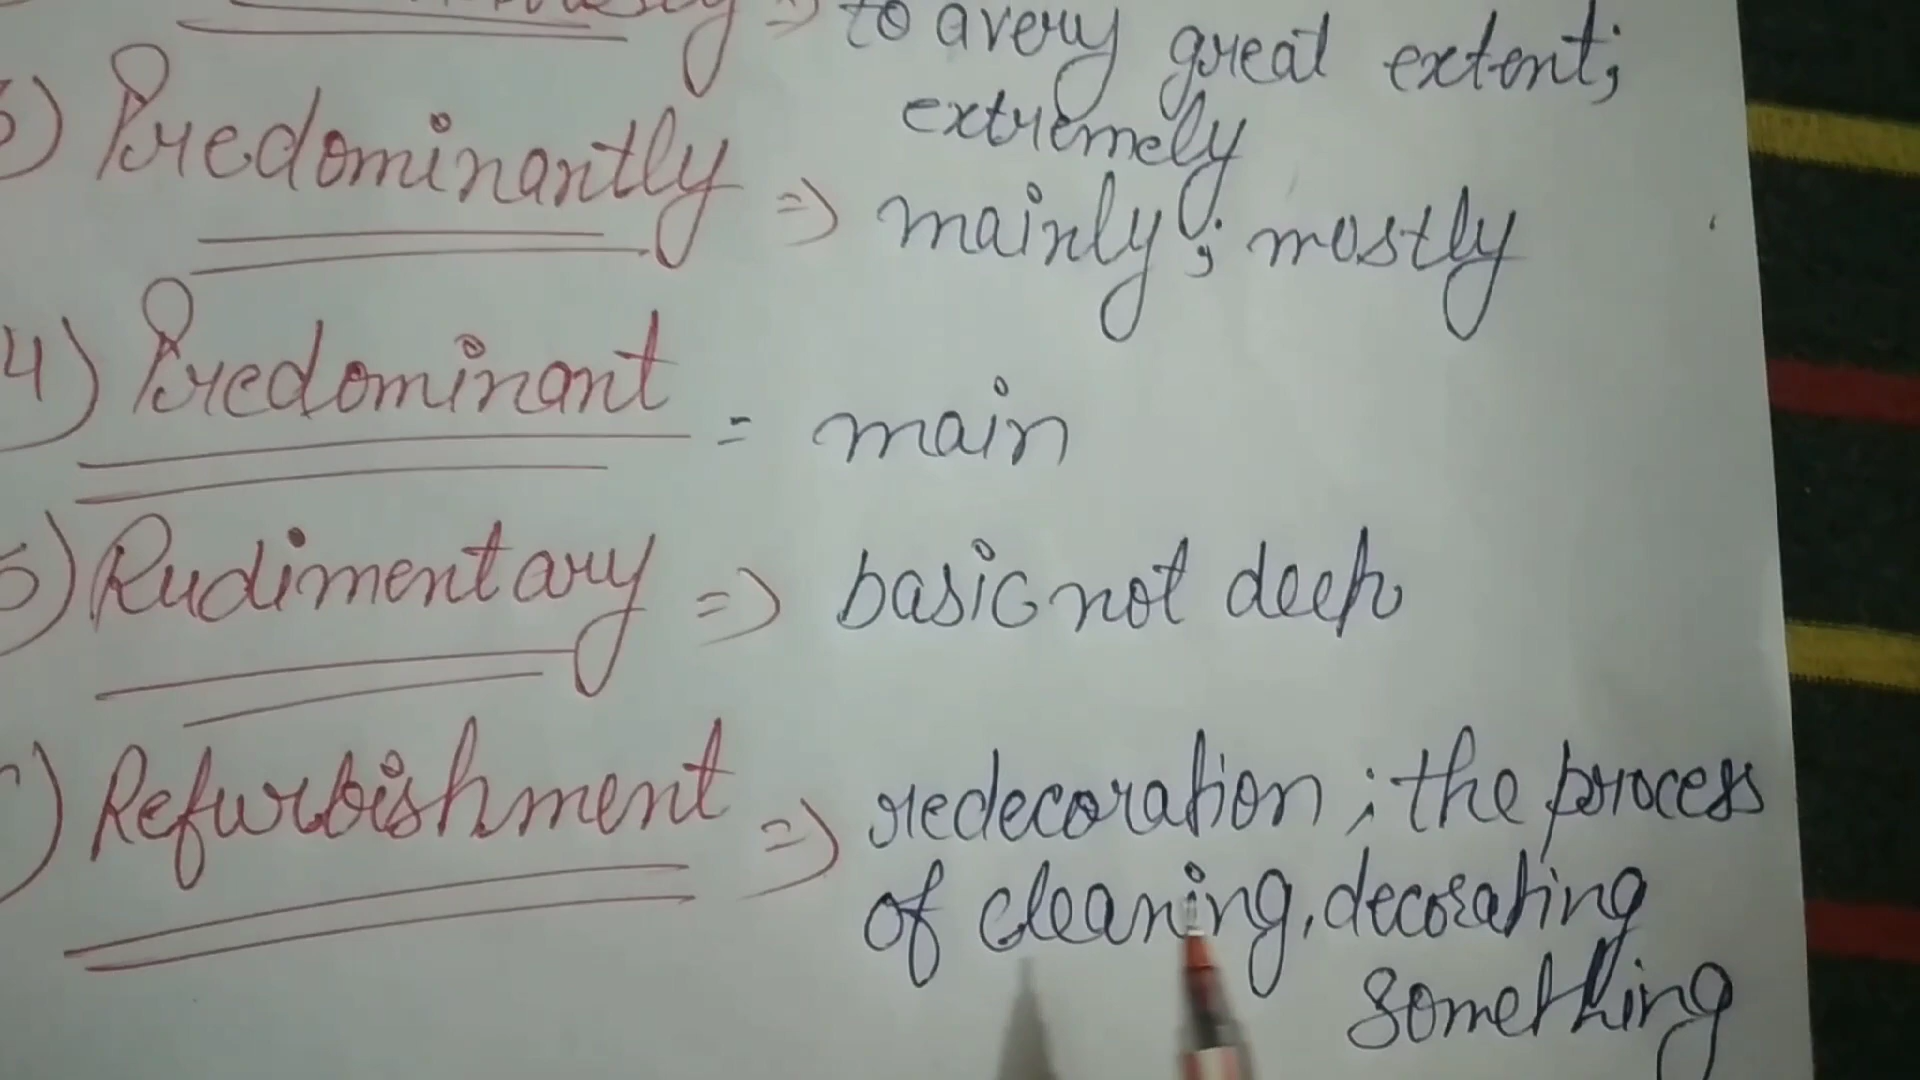 => to a very great extent;
extremely
) Predominantly => mainly; mostly
4) Predominant = main
5) Rudimentary => basic not deep
) Refurbishment => redecoration; the process
of cleaning, decorating
something